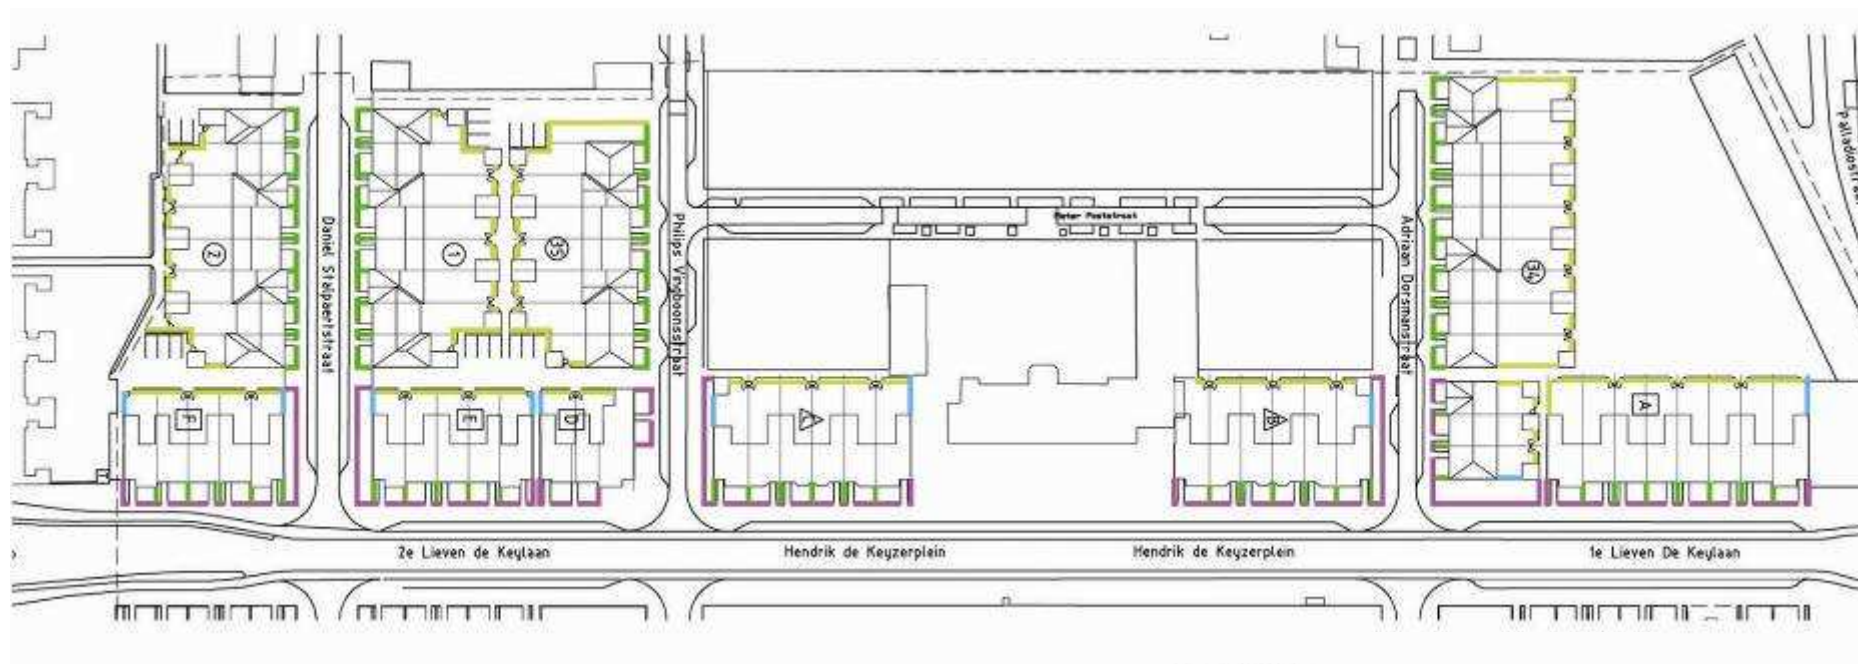 Palladiostraat
Pieter Poststraat
Daniel Stalpaertstraat
Philips Vingboonsstraat
Adrian Dorsmanstraat
2
1
35
34
F
E
D
A
B
A
2e Lieven de Keylaan
Hendrik de Keyzerplein
Hendrik de Keyzerplein
1e Lieven De Keylaan